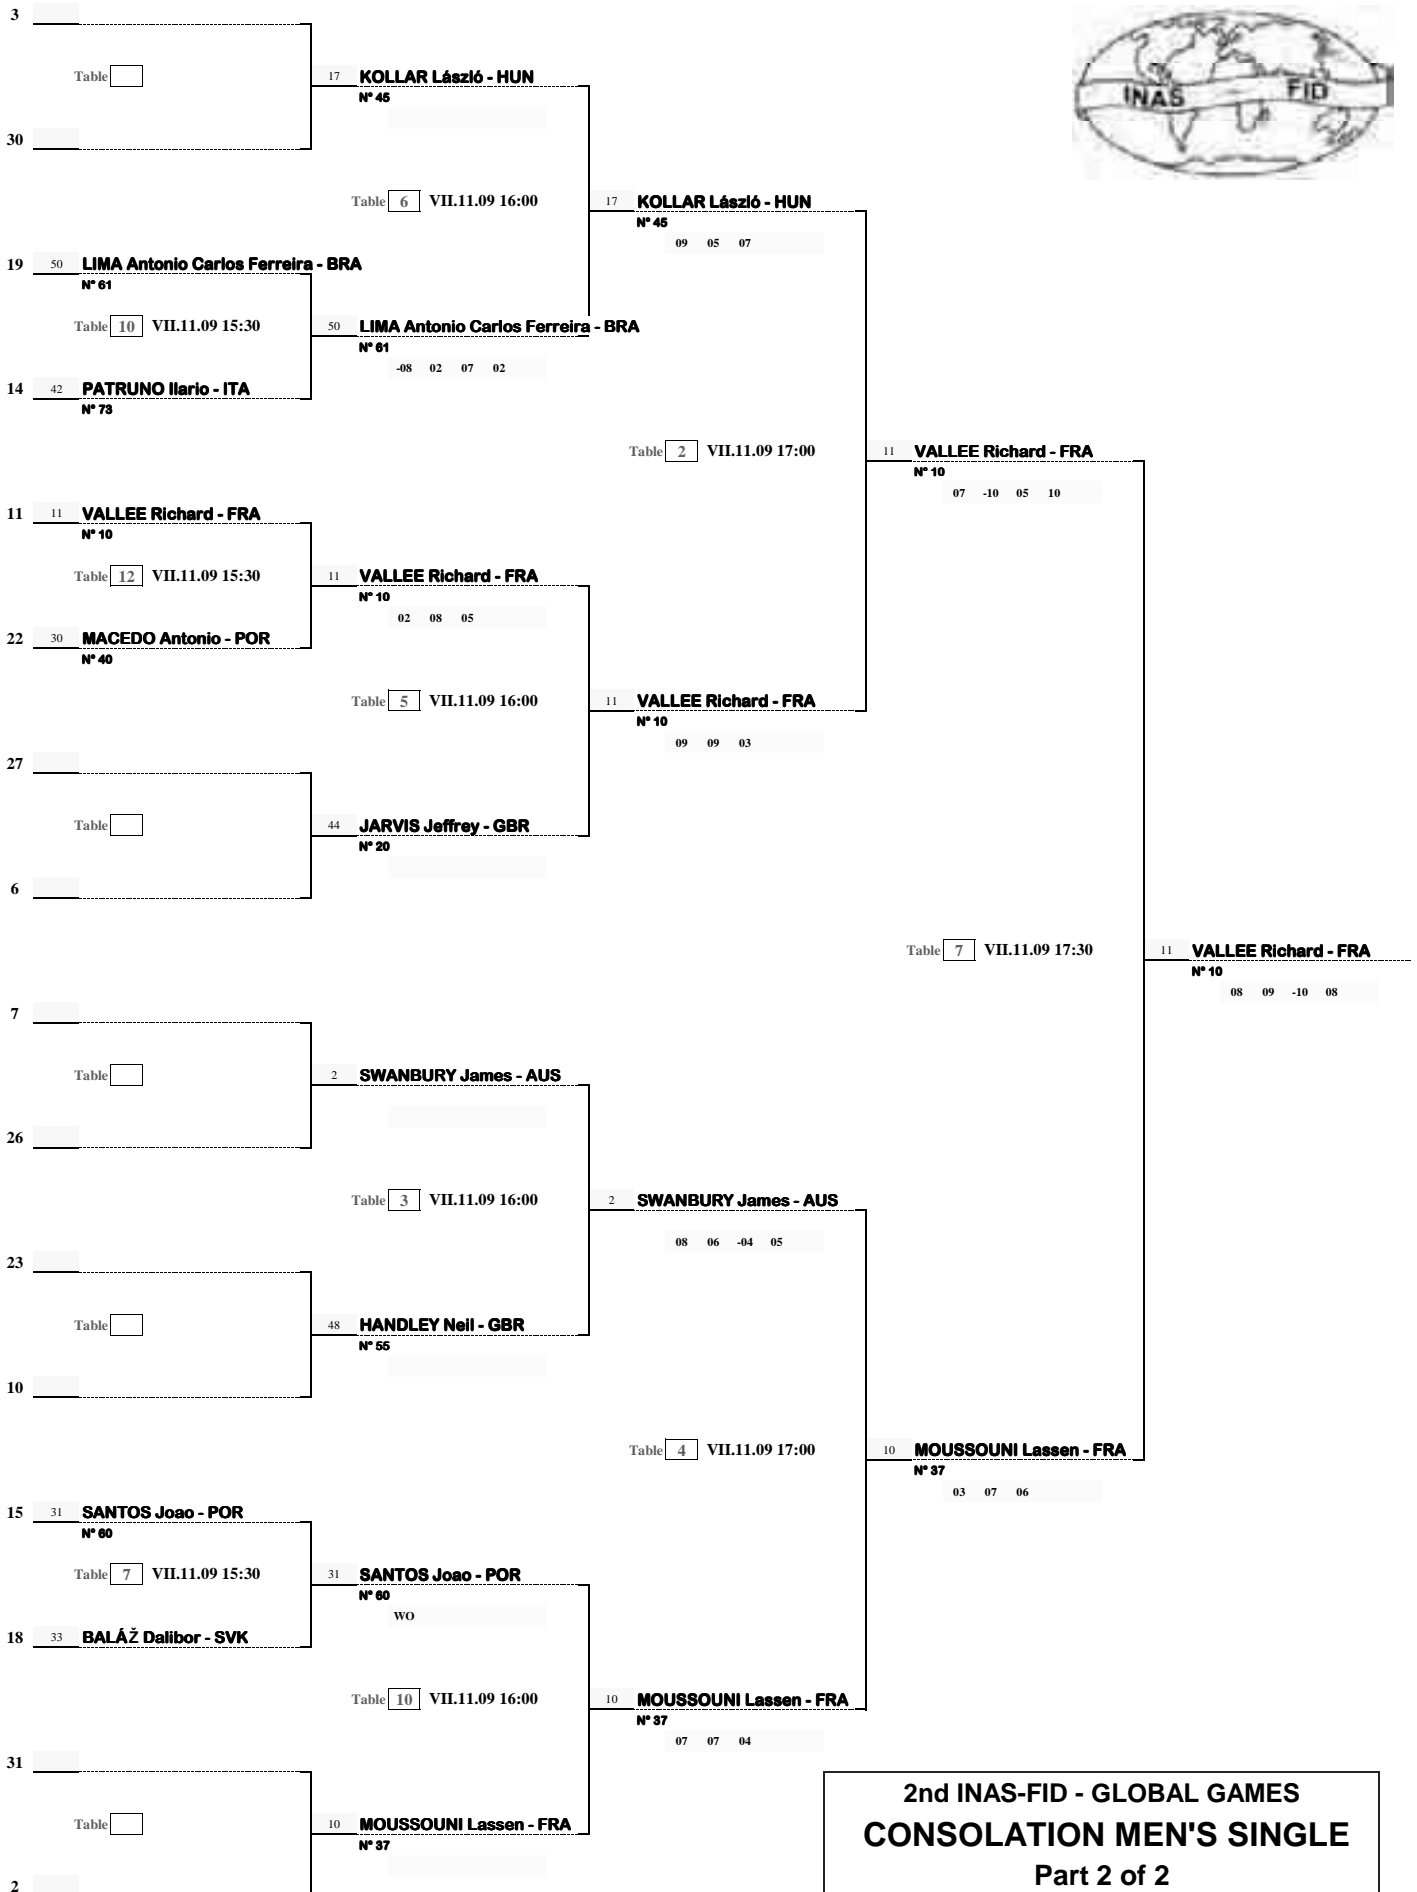 3
Table
17 KOLLAR László - HUN
N° 45
30
INAS FID
Table 6 VII.11.09 16:00
17 KOLLAR László - HUN
N° 45
09 05 07
19 50 LIMA Antonio Carlos Ferreira - BRA
N° 61
Table 10 VII.11.09 15:30
50 LIMA Antonio Carlos Ferreira - BRA
N° 61
-08 02 07 02
14 42 PATRUNO Ilario - ITA
N° 73
Table 2 VII.11.09 17:00
11 VALLEE Richard - FRA
N° 10
07 -10 05 10
11 11 VALLEE Richard - FRA
N° 10
Table 12 VII.11.09 15:30
11 VALLEE Richard - FRA
N° 10
02 08 05
22 30 MACEDO Antonio - POR
N° 40
Table 5 VII.11.09 16:00
11 VALLEE Richard - FRA
N° 10
09 09 03
27
Table
44 JARVIS Jeffrey - GBR
N° 20
6
Table 7 VII.11.09 17:30
11 VALLEE Richard - FRA
N° 10
08 09 -10 08
7
Table
2 SWANBURY James - AUS
26
Table 3 VII.11.09 16:00
2 SWANBURY James - AUS
08 06 -04 05
23
Table
48 HANDLEY Neil - GBR
N° 55
10
Table 4 VII.11.09 17:00
10 MOUSSOUNI Lassen - FRA
N° 37
03 07 06
15 31 SANTOS Joao - POR
N° 60
Table 7 VII.11.09 15:30
31 SANTOS Joao - POR
N° 60
WO
18 33 BALÁŽ Dalibor - SVK
Table 10 VII.11.09 16:00
10 MOUSSOUNI Lassen - FRA
N° 37
07 07 04
31
Table
10 MOUSSOUNI Lassen - FRA
N° 37
2
2nd INAS-FID - GLOBAL GAMES
CONSOLATION MEN'S SINGLE
Part 2 of 2